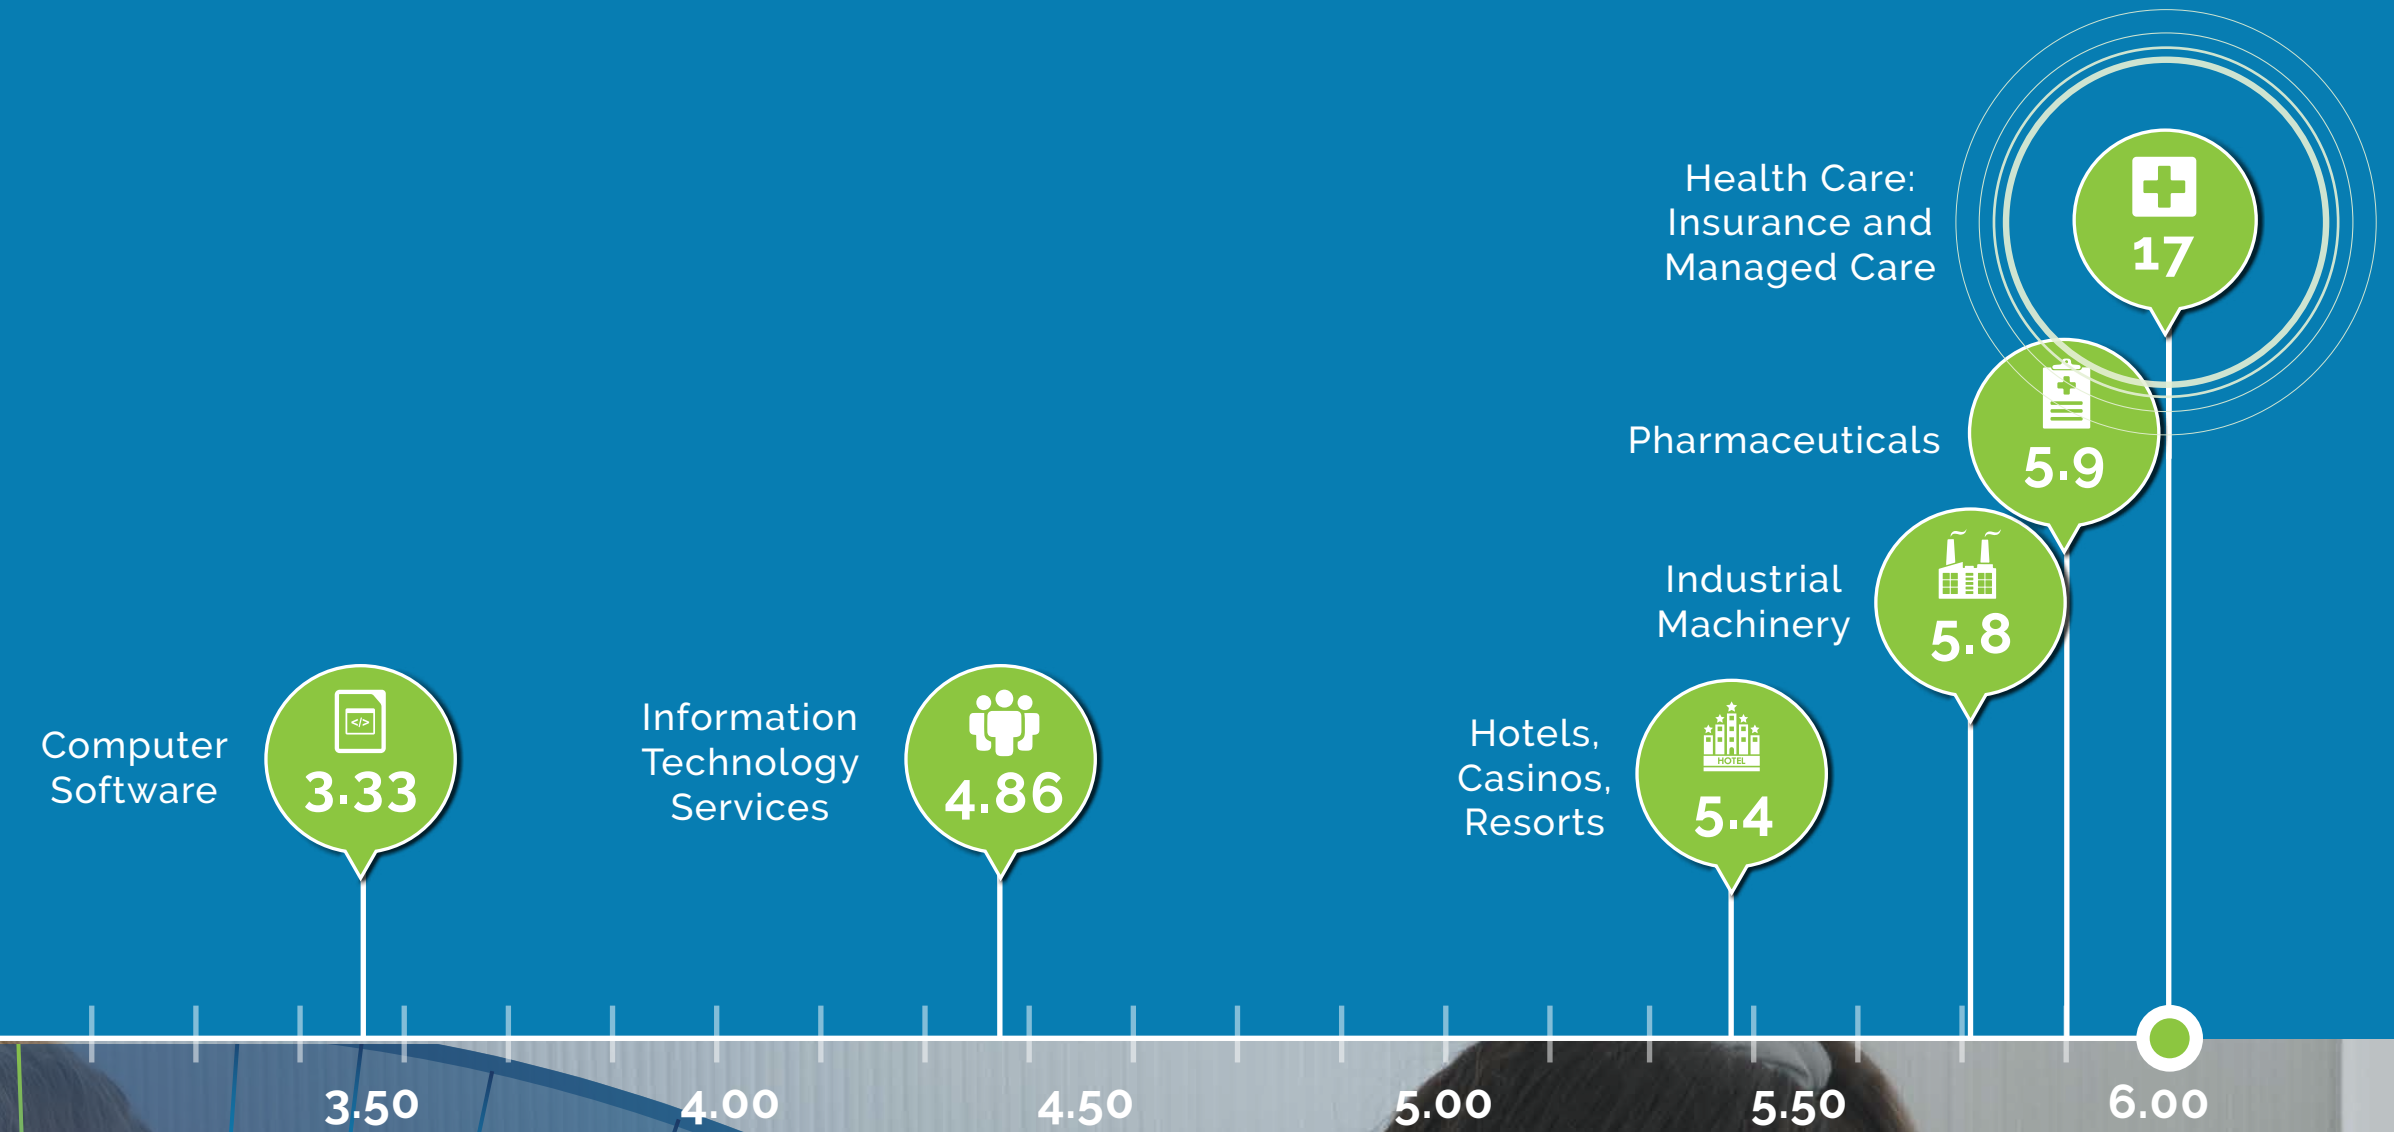 Health Care:
Insurance and
Managed Care
17
Pharmaceuticals
5.9
Industrial
Machinery
5.8
Hotels,
Casinos,
Resorts
HOTEL
5.4
Information
Technology
Services
4.86
Computer
Software
</>
3.33
3.50 4.00 4.50 5.00 5.50 6.00